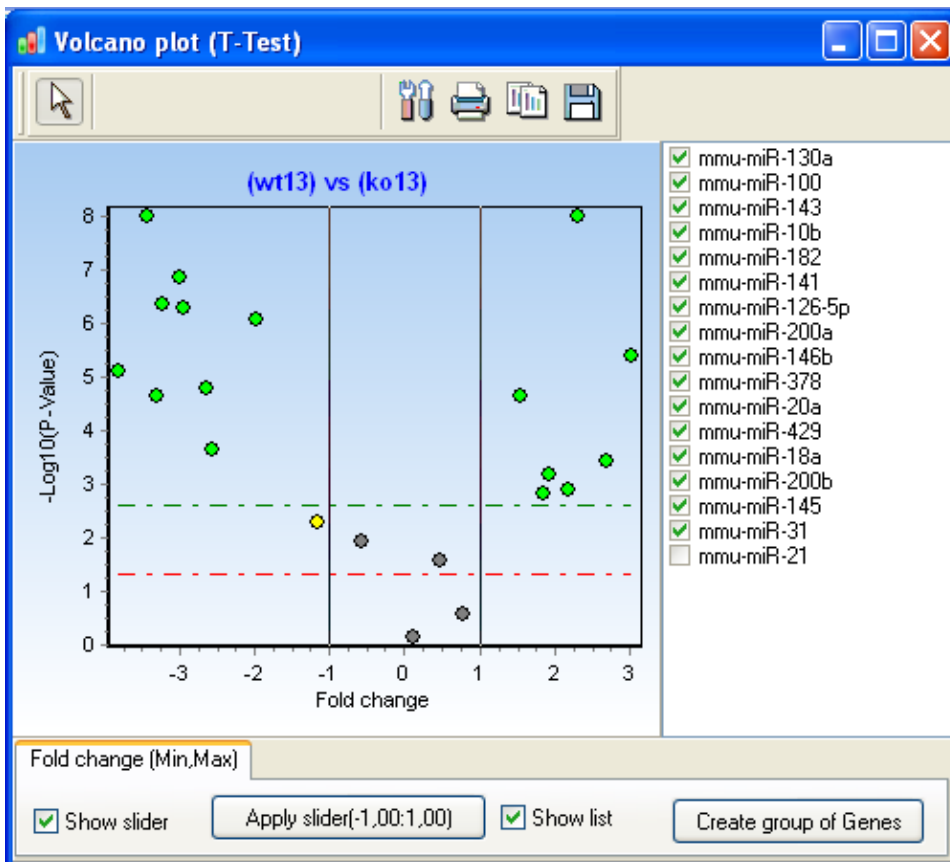 Volcano plot (T-Test)
(wt13) vs (ko13)
8
7
6
5
4
3
2
1
0
-Log10(P-Value)
-3 -2 -1 0 1 2 3
Fold change
mmu-miR-130a
mmu-miR-100
mmu-miR-143
mmu-miR-10b
mmu-miR-182
mmu-miR-141
mmu-miR-126-5p
mmu-miR-200a
mmu-miR-146b
mmu-miR-378
mmu-miR-20a
mmu-miR-429
mmu-miR-18a
mmu-miR-200b
mmu-miR-145
mmu-miR-31
mmu-miR-21
Fold change (Min,Max)
Show slider Apply slider(-1,00:1,00) Show list Create group of Genes